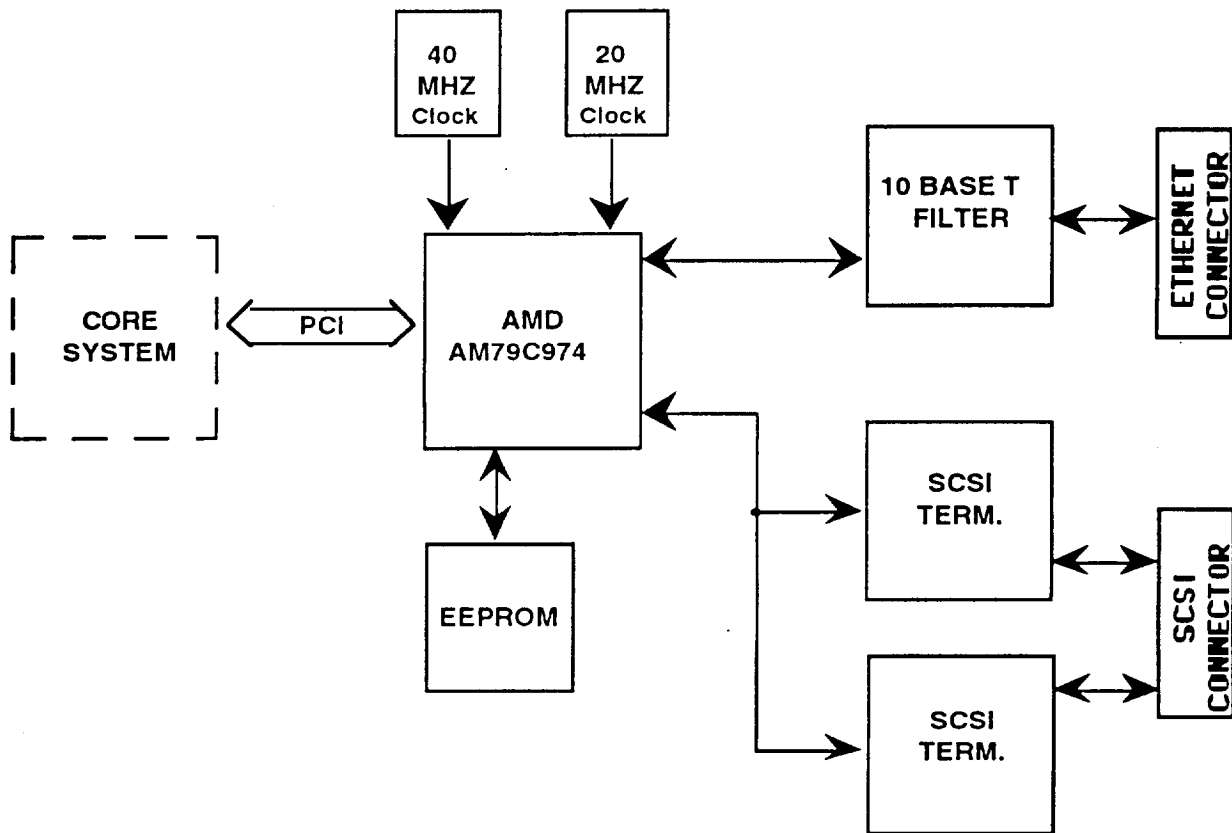 40
MHZ
Clock
20
MHZ
Clock
10 BASE T
FILTER
ETHERNET
CONNECTOR
CORE
SYSTEM
PCI
AMD
AM79C974
EEPROM
SCSI
TERM.
SCSI
CONNECTOR
SCSI
TERM.